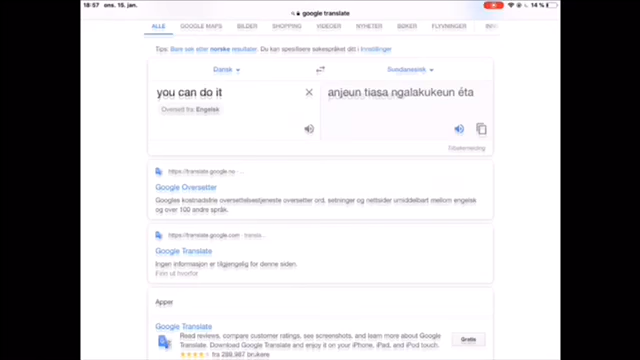 18:57 ons. 15. jan.
14 %
google translate
ALLE GOOGLE MAPS BILDER SHOPPING VIDEOER NYHETER BØKER FLYVNINGER
Tips: Bare søk etter norske resultater. Du kan spesifisere søkespråket ditt i Innstillinger
Dansk Sundanesisk
you can do it
anjeun tiasa ngalakukeun éta
Oversett fra Engelsk
Tilbakemelding
https://translate.google.no
Google Oversetter
Googles kostnadsfrie oversettelsestjeneste oversetter ord, setninger og nettsider umiddelbart mellom engelsk
og over 100 andre språk.
https://translate.google.com › transla...
Google Translate
Ingen informasjon er tilgjengelig for denne siden.
Finn ut hvorfor
Apper
Google Translate
Read reviews, compare customer ratings, see screenshots, and learn more about Google
Translate. Download Google Translate and enjoy it on your iPhone, iPad, and iPod touch.
Gratis
fra 288,987 brukere